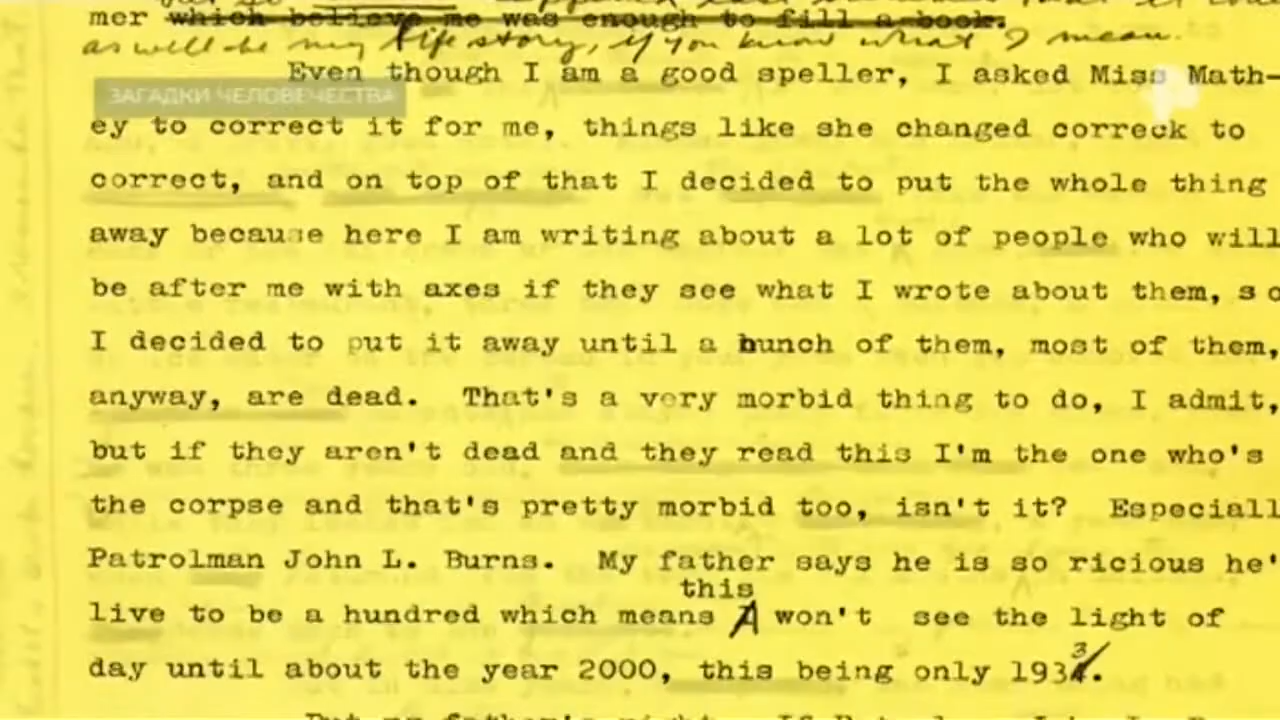 mer which believe me was enough to fill a book.
as will be my life story, if you know what I mean.
Even though I am a good speller, I asked Miss Math-
ЗАГАДКИ ЧЕЛОВЕЧЕСТВА
ey to correct it for me, things like she changed correck to
correct, and on top of that I decided to put the whole thing
away because here I am writing about a lot of people who will
be after me with axes if they see what I wrote about them, so
I decided to put it away until a bunch of them, most of them,
anyway, are dead. That's a very morbid thing to do, I admit,
but if they aren't dead and they read this I'm the one who's
the corpse and that's pretty morbid too, isn't it? Especiall
Patrolman John L. Burns. My father says he is so ricious he'
this
live to be a hundred which means won't see the light of
day until about the year 2000, this being only 1933.